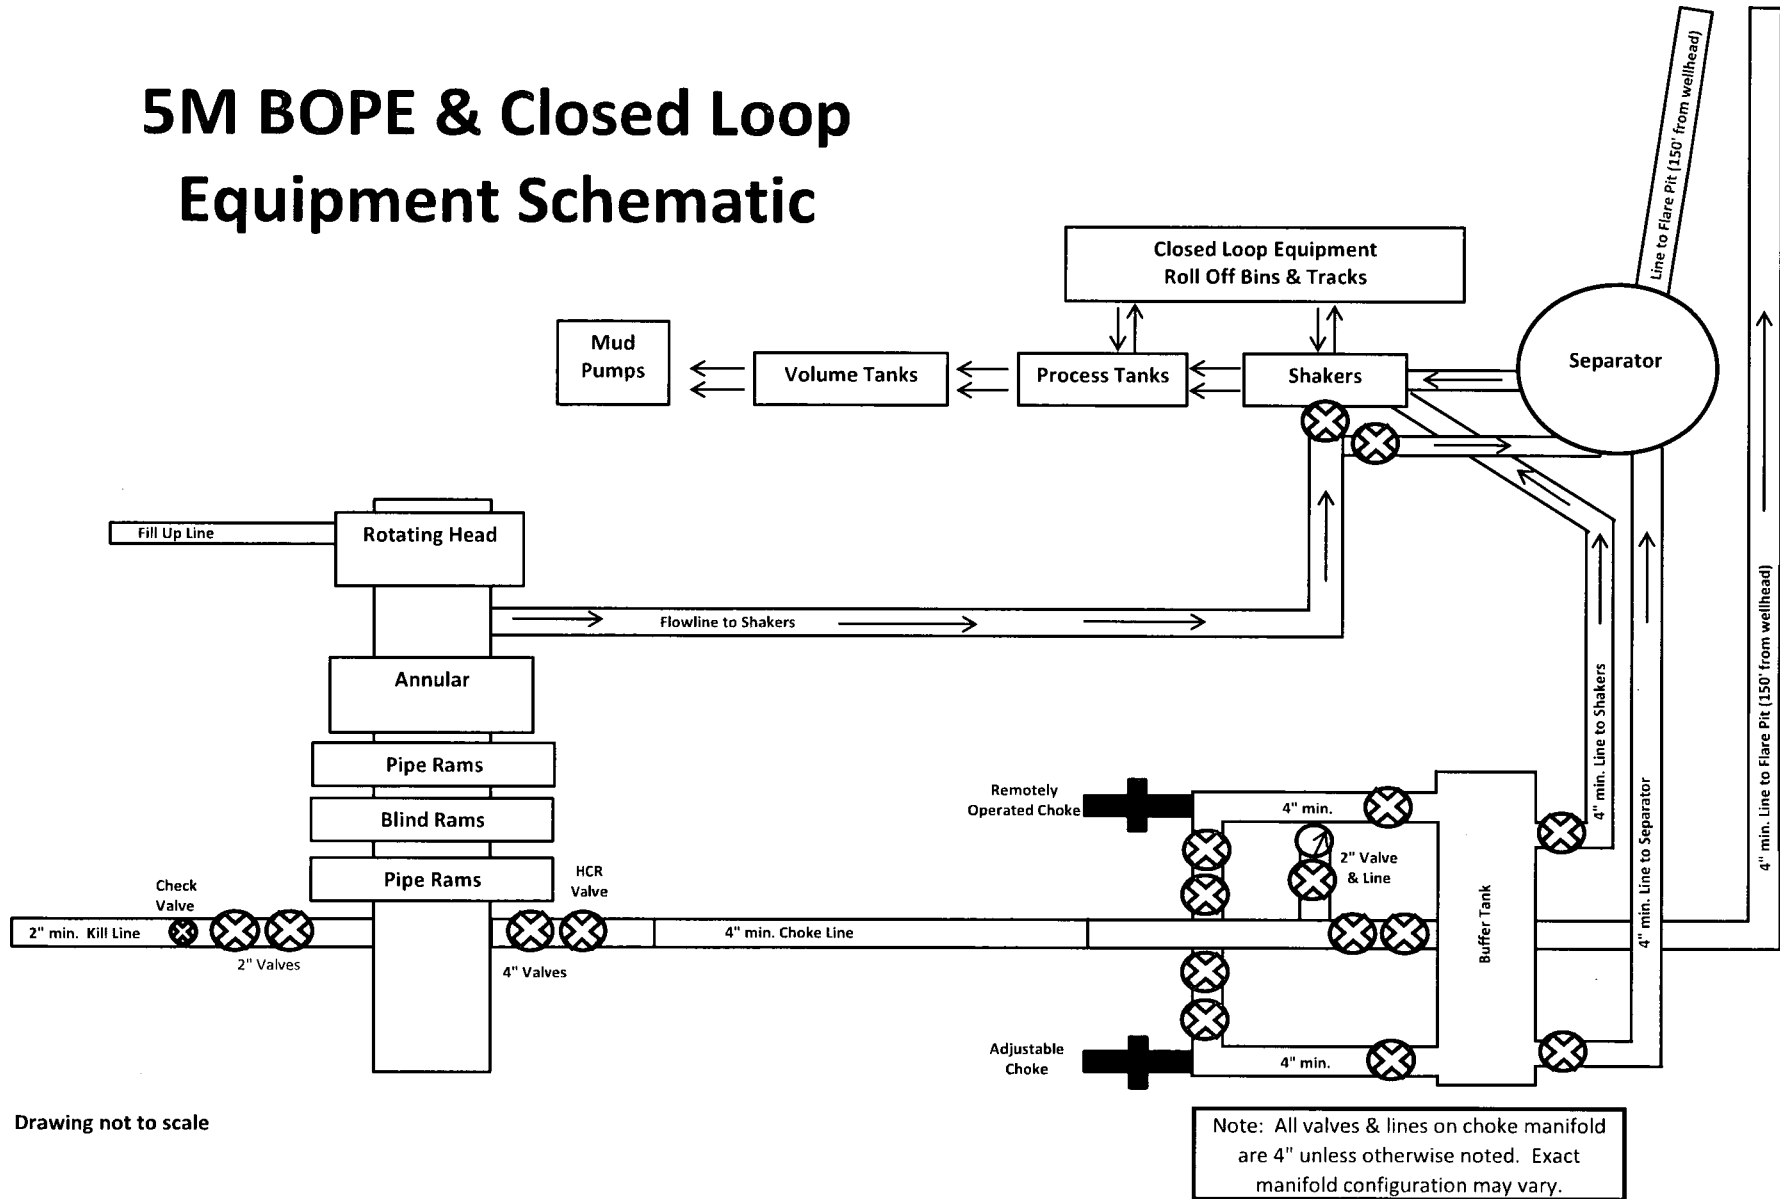 5M BOPE & Closed Loop
Equipment Schematic
Line to Flare Pit (150' from wellhead)
Closed Loop Equipment
Roll Off Bins & Tracks
Mud
Pumps
Volume Tanks
Process Tanks
Shakers
Separator
Fill Up Line
Rotating Head
Flowline to Shakers
Annular
Pipe Rams
Blind Rams
Pipe Rams
Check
Valve
HCR
Valve
2" min. Kill Line
2" Valves
4" Valves
4" min. Choke Line
Remotely
Operated Choke
4" min.
2" Valve
& Line
Buffer Tank
Adjustable
Choke
4" min.
4" min. Line to Shakers
4" min. Line to Separator
4" min. Line to Flare Pit (150' from wellhead)
Drawing not to scale
Note: All valves & lines on choke manifold
are 4" unless otherwise noted. Exact
manifold configuration may vary.